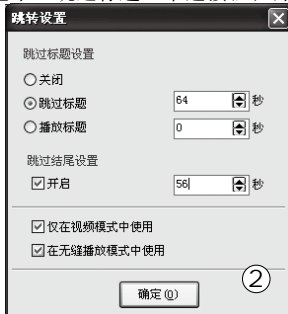 跳转设置
跳过标题设置
关闭
跳过标题 64 秒
播放标题 0 秒
跳过结尾设置
开启 56 秒
仅在视频模式中使用
在无缝播放模式中使用
确定(O)
②